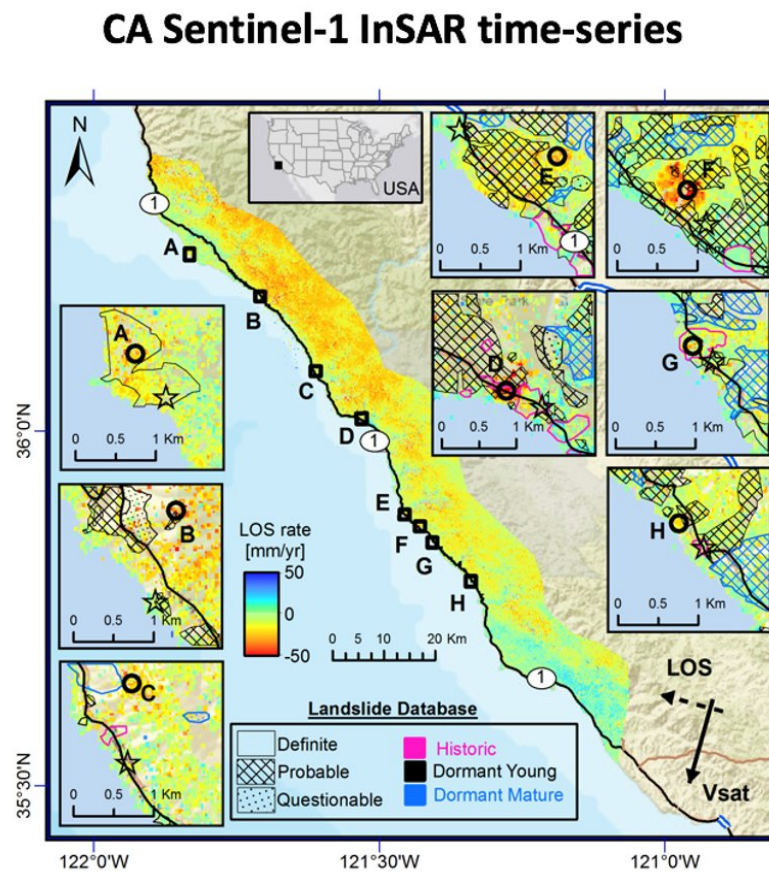 CA Sentinel-1 InSAR time-series
N
USA
1
A
B
C
D
1
E
F
G
H
1
A
0 0.5 1 Km
B
0 0.5 1 Km
C
0 0.5 1 Km
E
1
0 0.5 1 Km
F
0 0.5 1 Km
D
0 0.5 1 Km
G
0 0.5 1 Km
H
0 0.5 1 Km
LOS rate
[mm/yr]
50
0
-50
0 5 10 20 Km
LOS
Vsat
Landslide Database
Definite
Probable
Questionable
Historic
Dormant Young
Dormant Mature
36°0'N
35°30'N
122°0'W 121°30'W 121°0'W